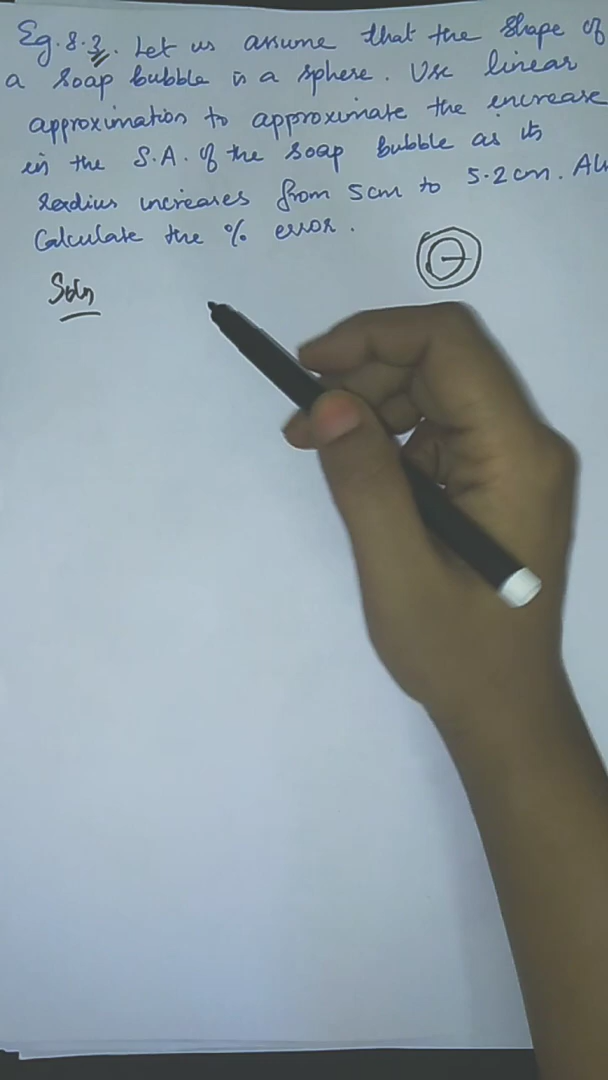 Eg. 8.3. Let us assume that the shape of
a soap bubble is a sphere. Use linear
approximation to approximate the increase
in the S.A. of the soap bubble as its
radius increases from 5cm to 5.2cm. Als
Calculate the % error.
Soln